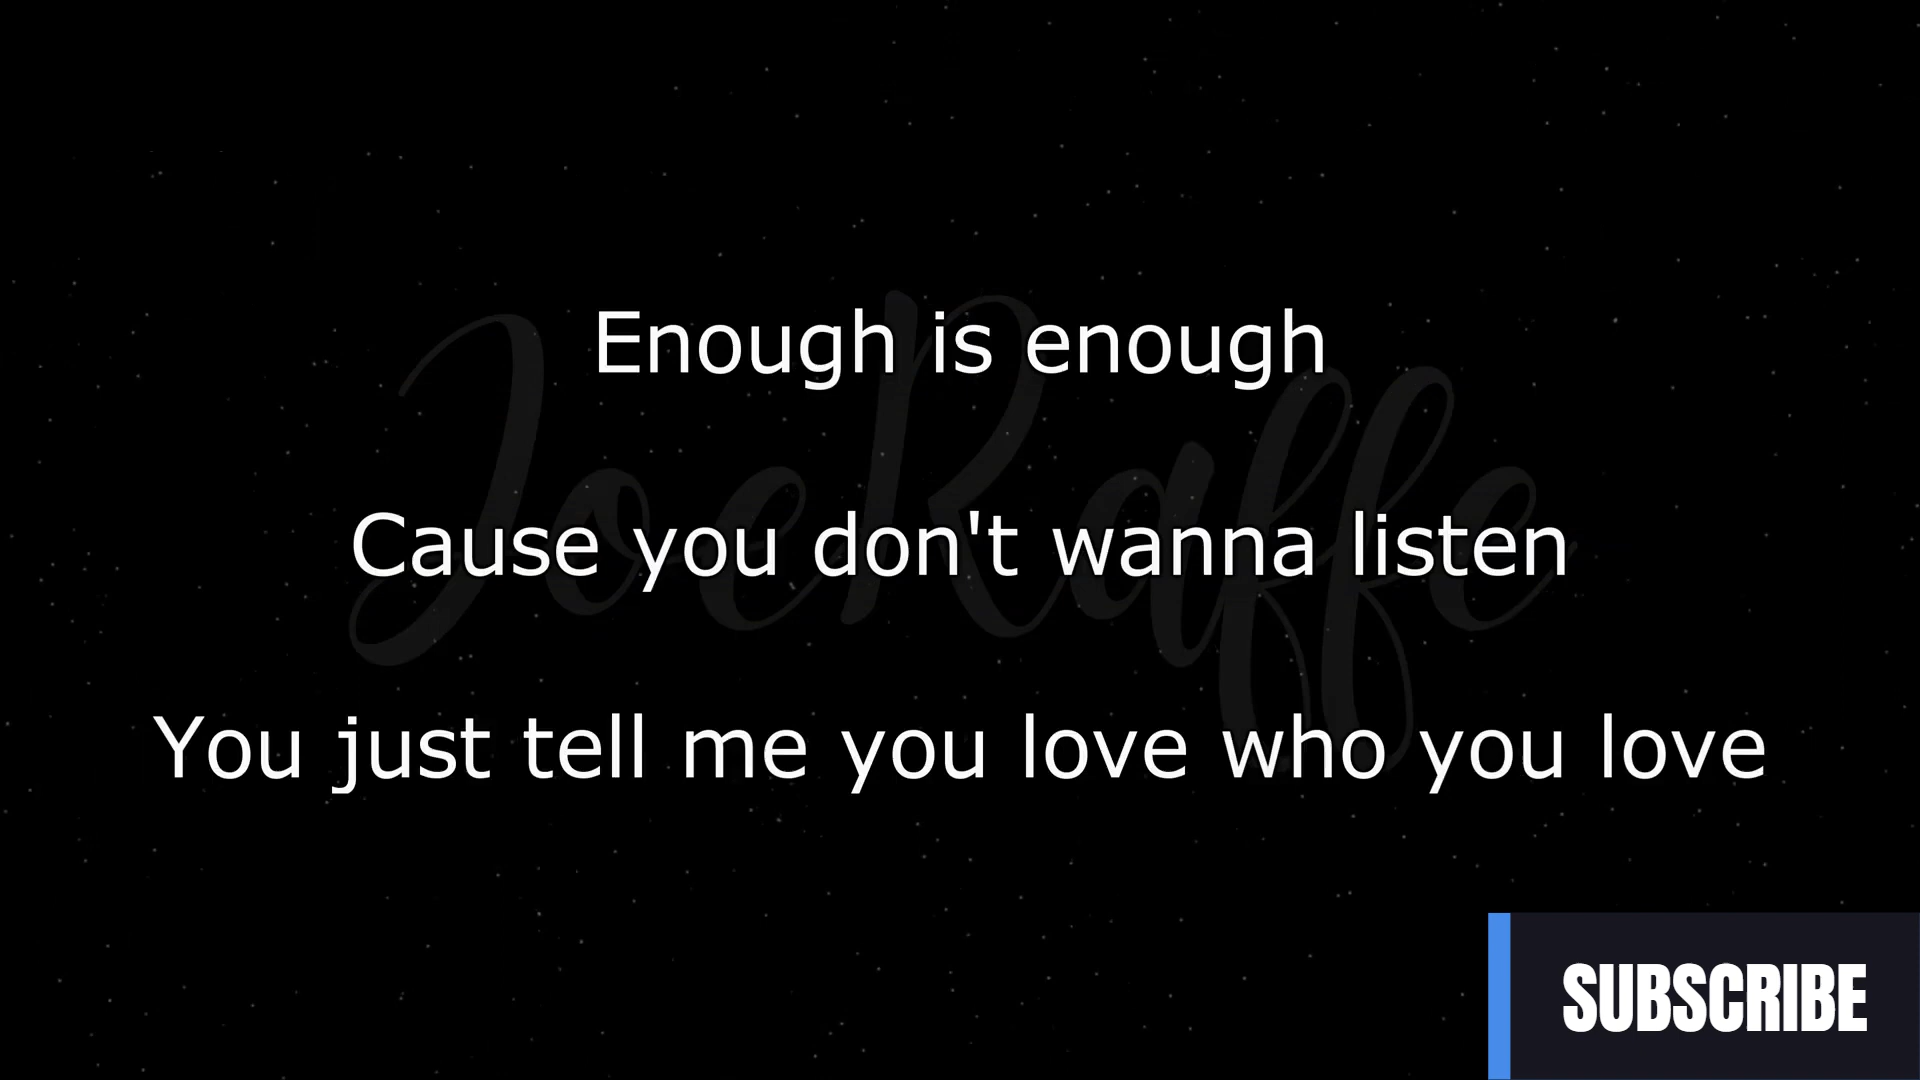 Enough is enough
Cause you don't wanna listen
You just tell me you love who you love
JoeRaffe
SUBSCRIBE